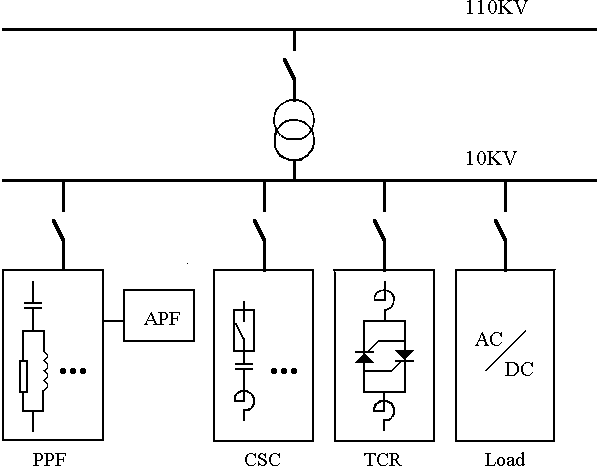 110KV
10KV
APF
AC
DC
PPF
CSC
TCR
Load